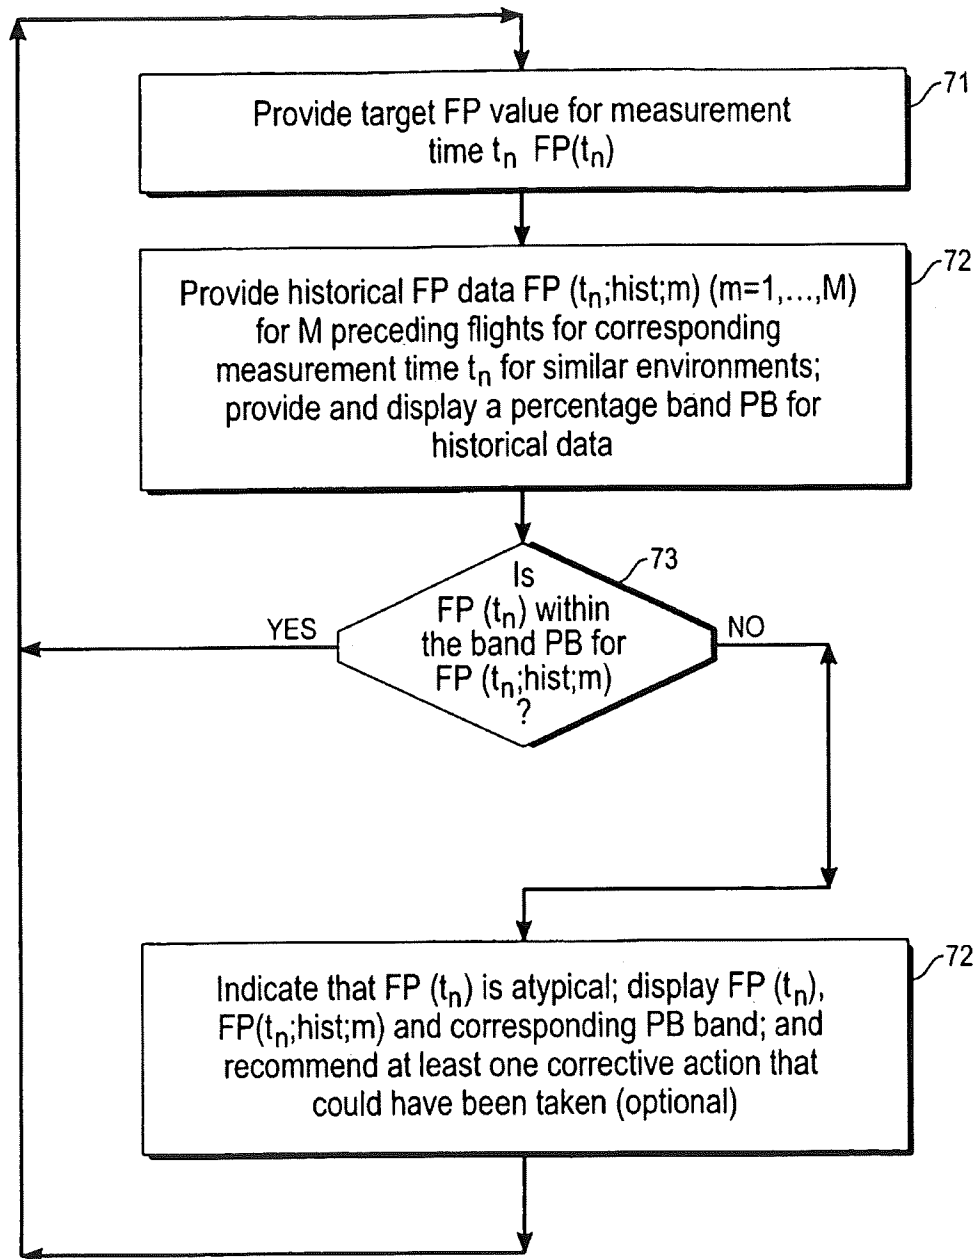 71
Provide target FP value for measurement
time tn FP(tn)
72
Provide historical FP data FP (tn;hist;m) (m=1,...,M)
for M preceding flights for corresponding
measurement time tn for similar environments;
provide and display a percentage band PB for
historical data
73
Is
FP (tn) within
the band PB for
FP (tn;hist;m)
?
YES
NO
72
Indicate that FP (tn) is atypical; display FP (tn),
FP(tn;hist;m) and corresponding PB band; and
recommend at least one corrective action that
could have been taken (optional)